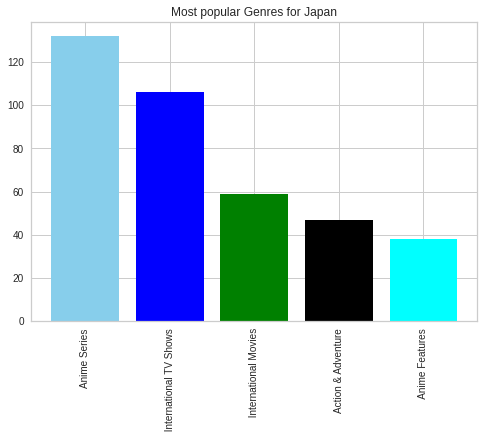 Most popular Genres for Japan
120
100
80
60
40
20
0
Anime Series
International TV Shows
International Movies
Action & Adventure
Anime Features